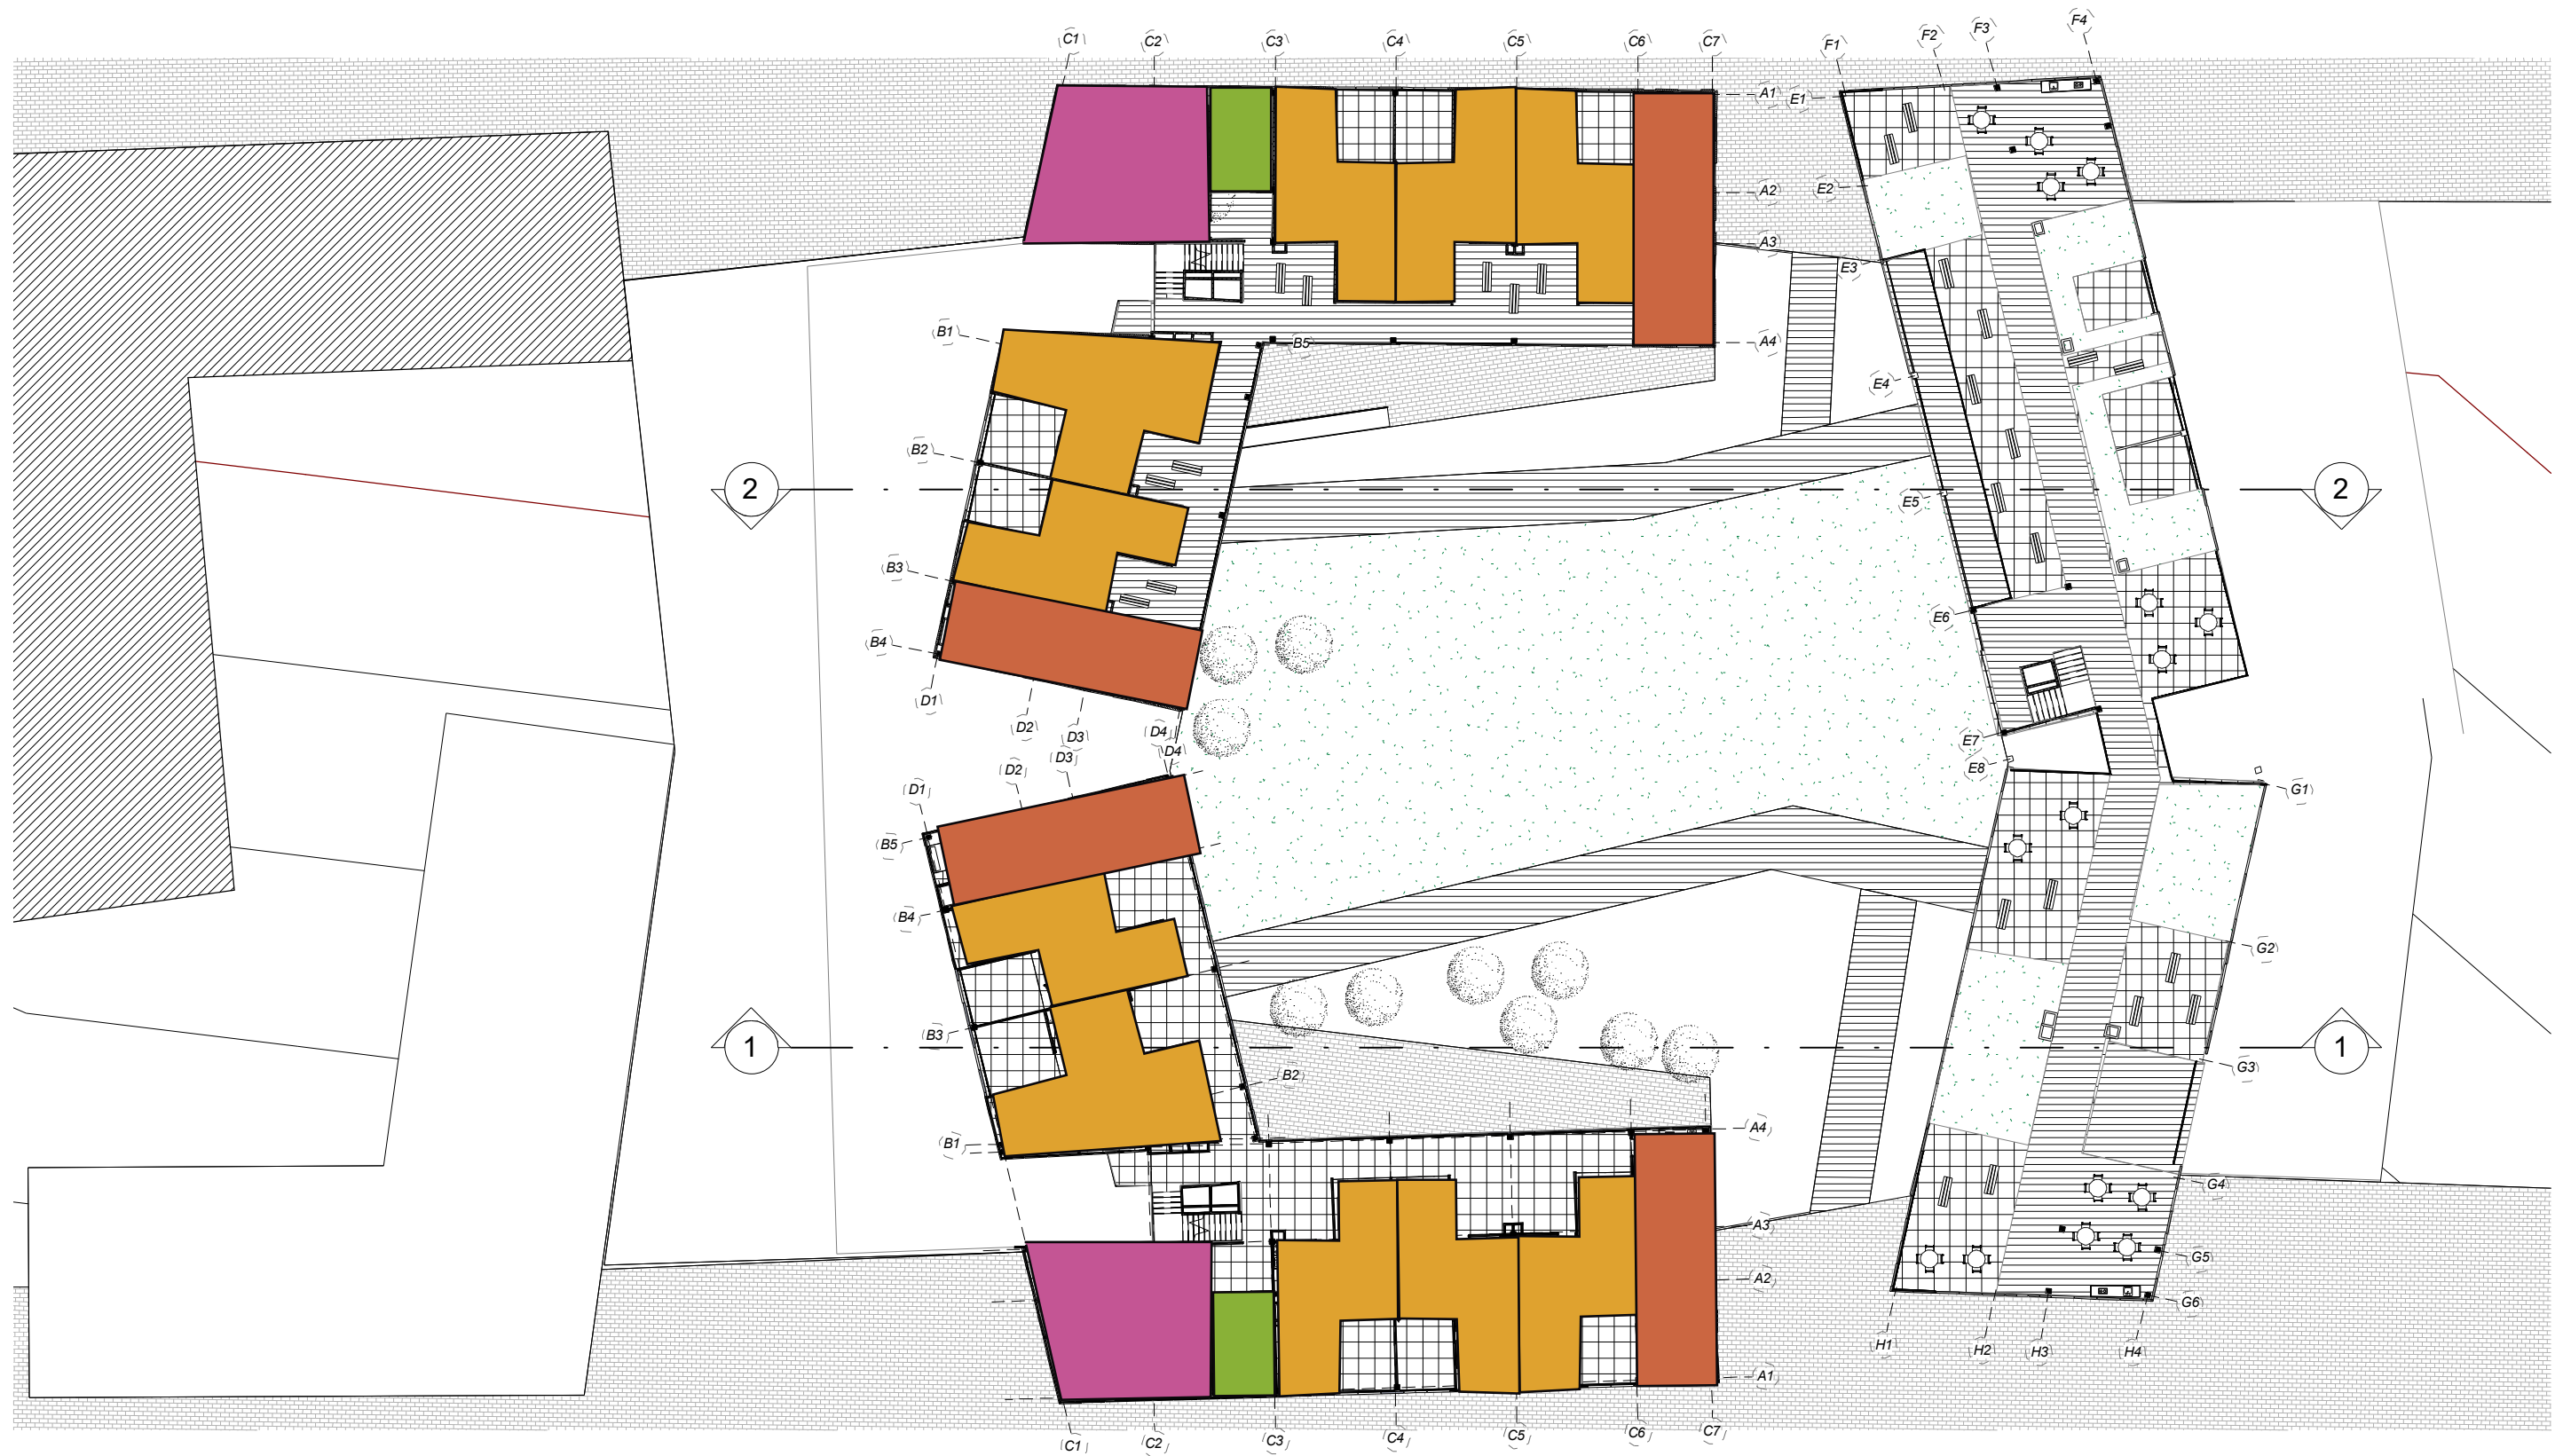 C1 C2 C3 C4 C5 C6 C7 F1 F2 F3 F4
A1 E1
A2 E2
A3 E3
B1 B5 A4
E4
B2
2 E5 2
B3
E6
B4
D1 D2 D3 D4
E7
D1 D2 D3 D4 E8
G1
B5
B4
G2
B3
1 1
B2 G3
B1 A4
G4
A3
G5
A2
G6
H1 H2 H3 H4
A1
C1 C2 C3 C4 C5 C6 C7